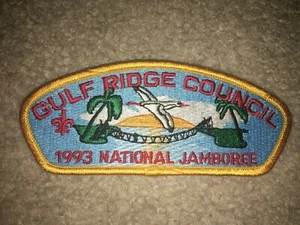 GULF RIDGE COUNCIL
1993 NATIONAL JAMBOREE